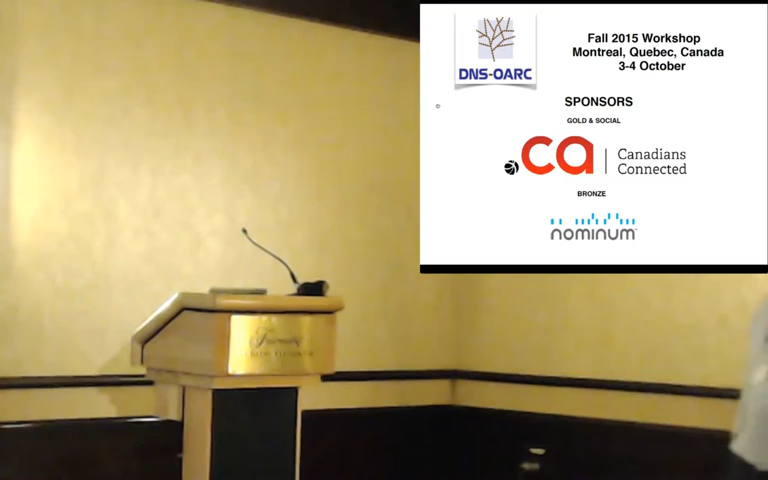 DNS-OARC
Fall 2015 Workshop
Montreal, Quebec, Canada
3-4 October
SPONSORS
GOLD & SOCIAL
ca
Canadians
Connected
BRONZE
nominum
Fairmont